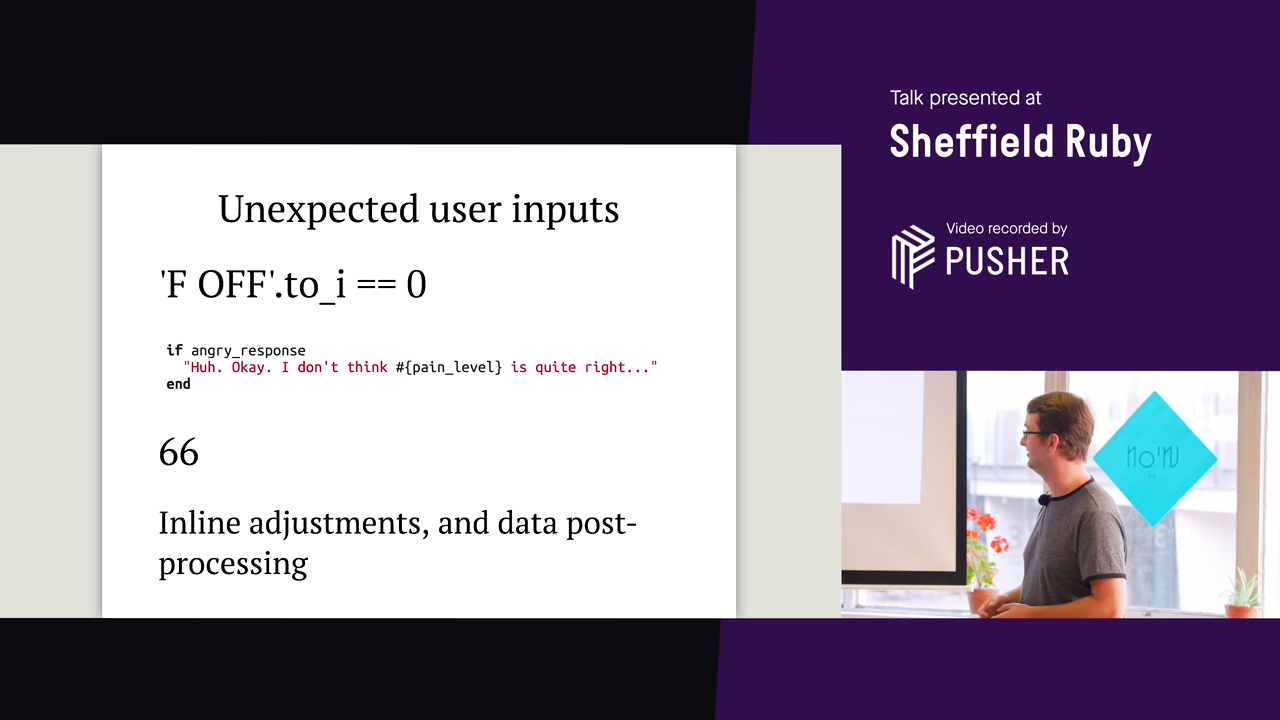 Talk presented at
Sheffield Ruby
Video recorded by
PUSHER
Unexpected user inputs
'F OFF'.to_i == 0
if angry_response
"Huh. Okay. I don't think #{pain_level} is quite right..."
end
66
Inline adjustments, and data post-
processing